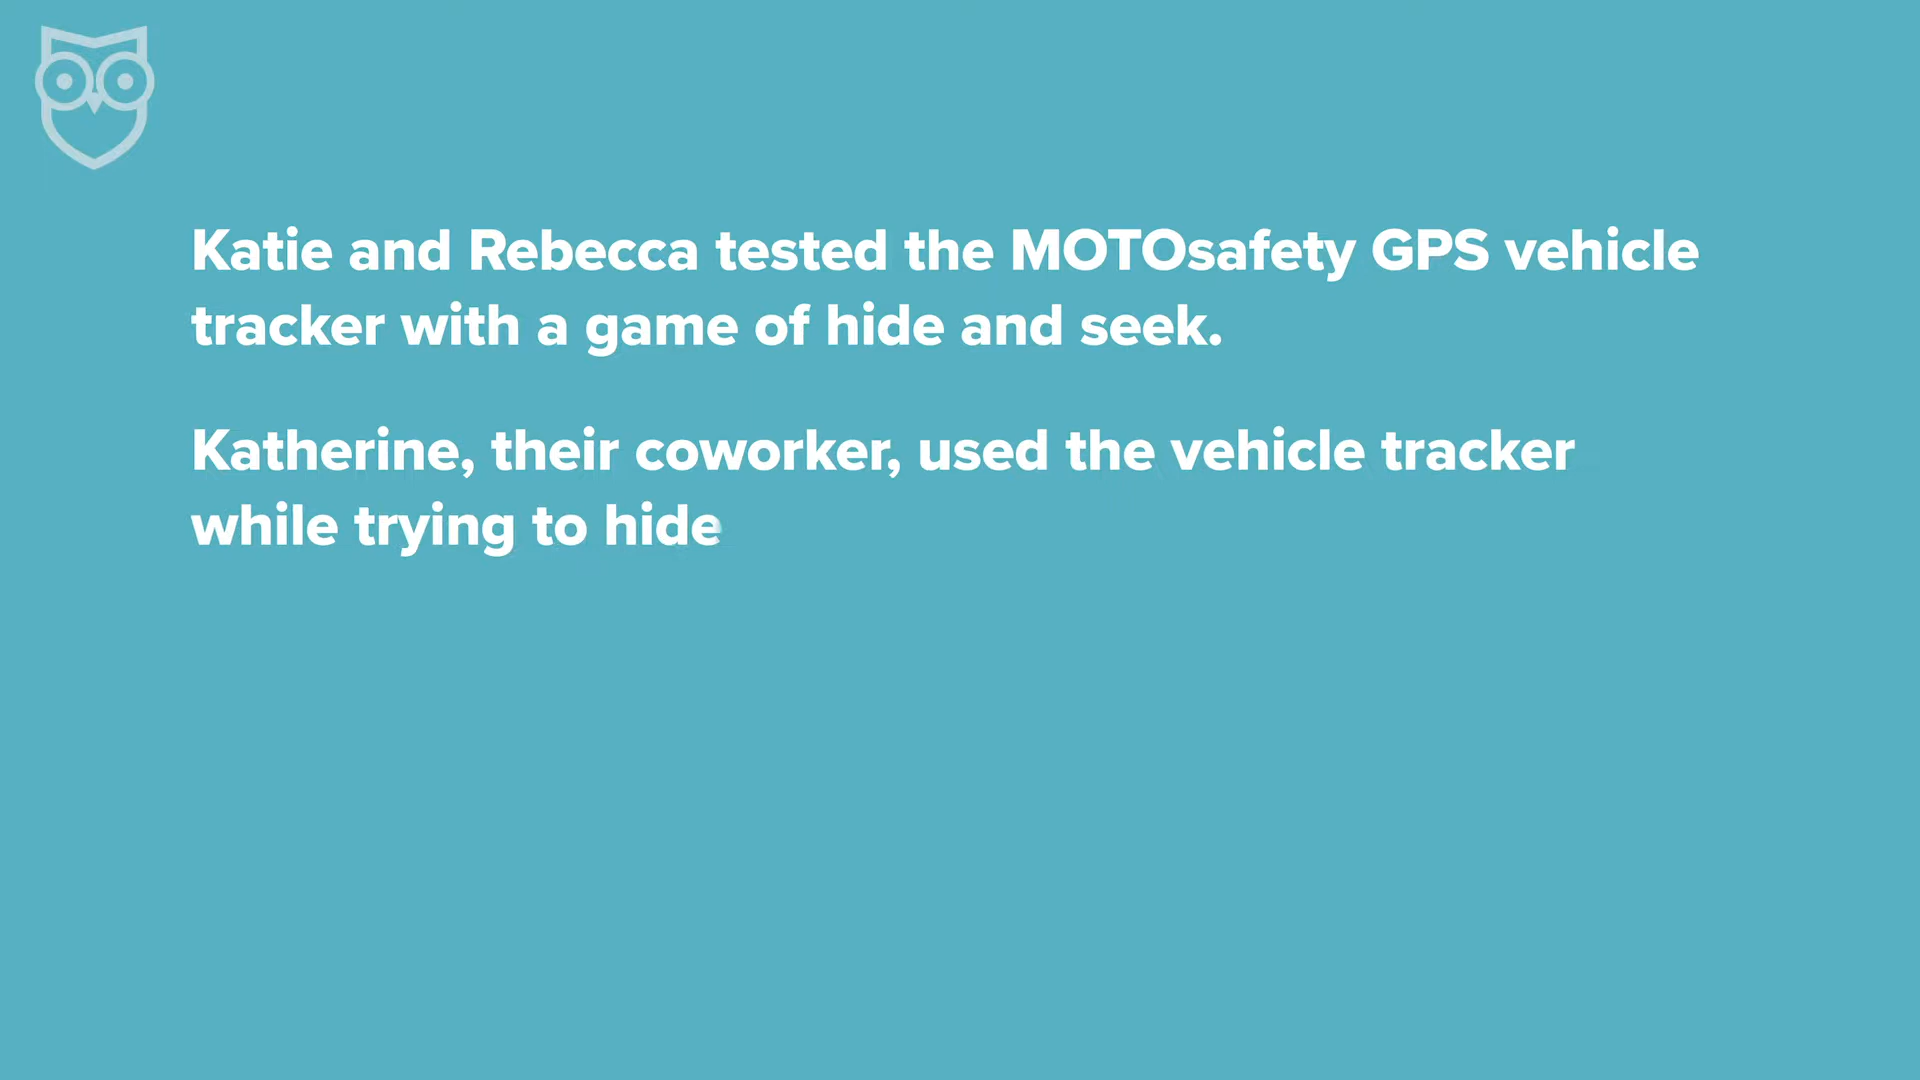 Katie and Rebecca tested the MOTOsafety GPS vehicle
tracker with a game of hide and seek.
Katherine, their coworker, used the vehicle tracker
while trying to hide